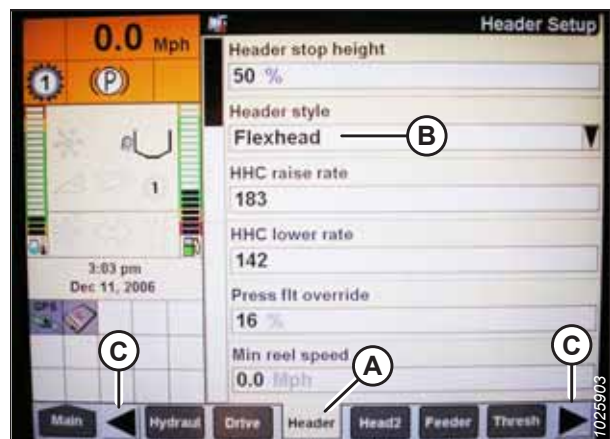 0.0 Mph
Header Setup
1
(P)
Header stop height
50 %
Header style
Flexhead
B
HHC raise rate
183
1
HHC lower rate
142
3:03 pm
Dec 11, 2006
Press flt override
16 %
GPS
Min reel speed
0.0 Mph
C
A
C
Main
Hydraul
Drive
Header
Head2
Feeder
Thresh
1025903